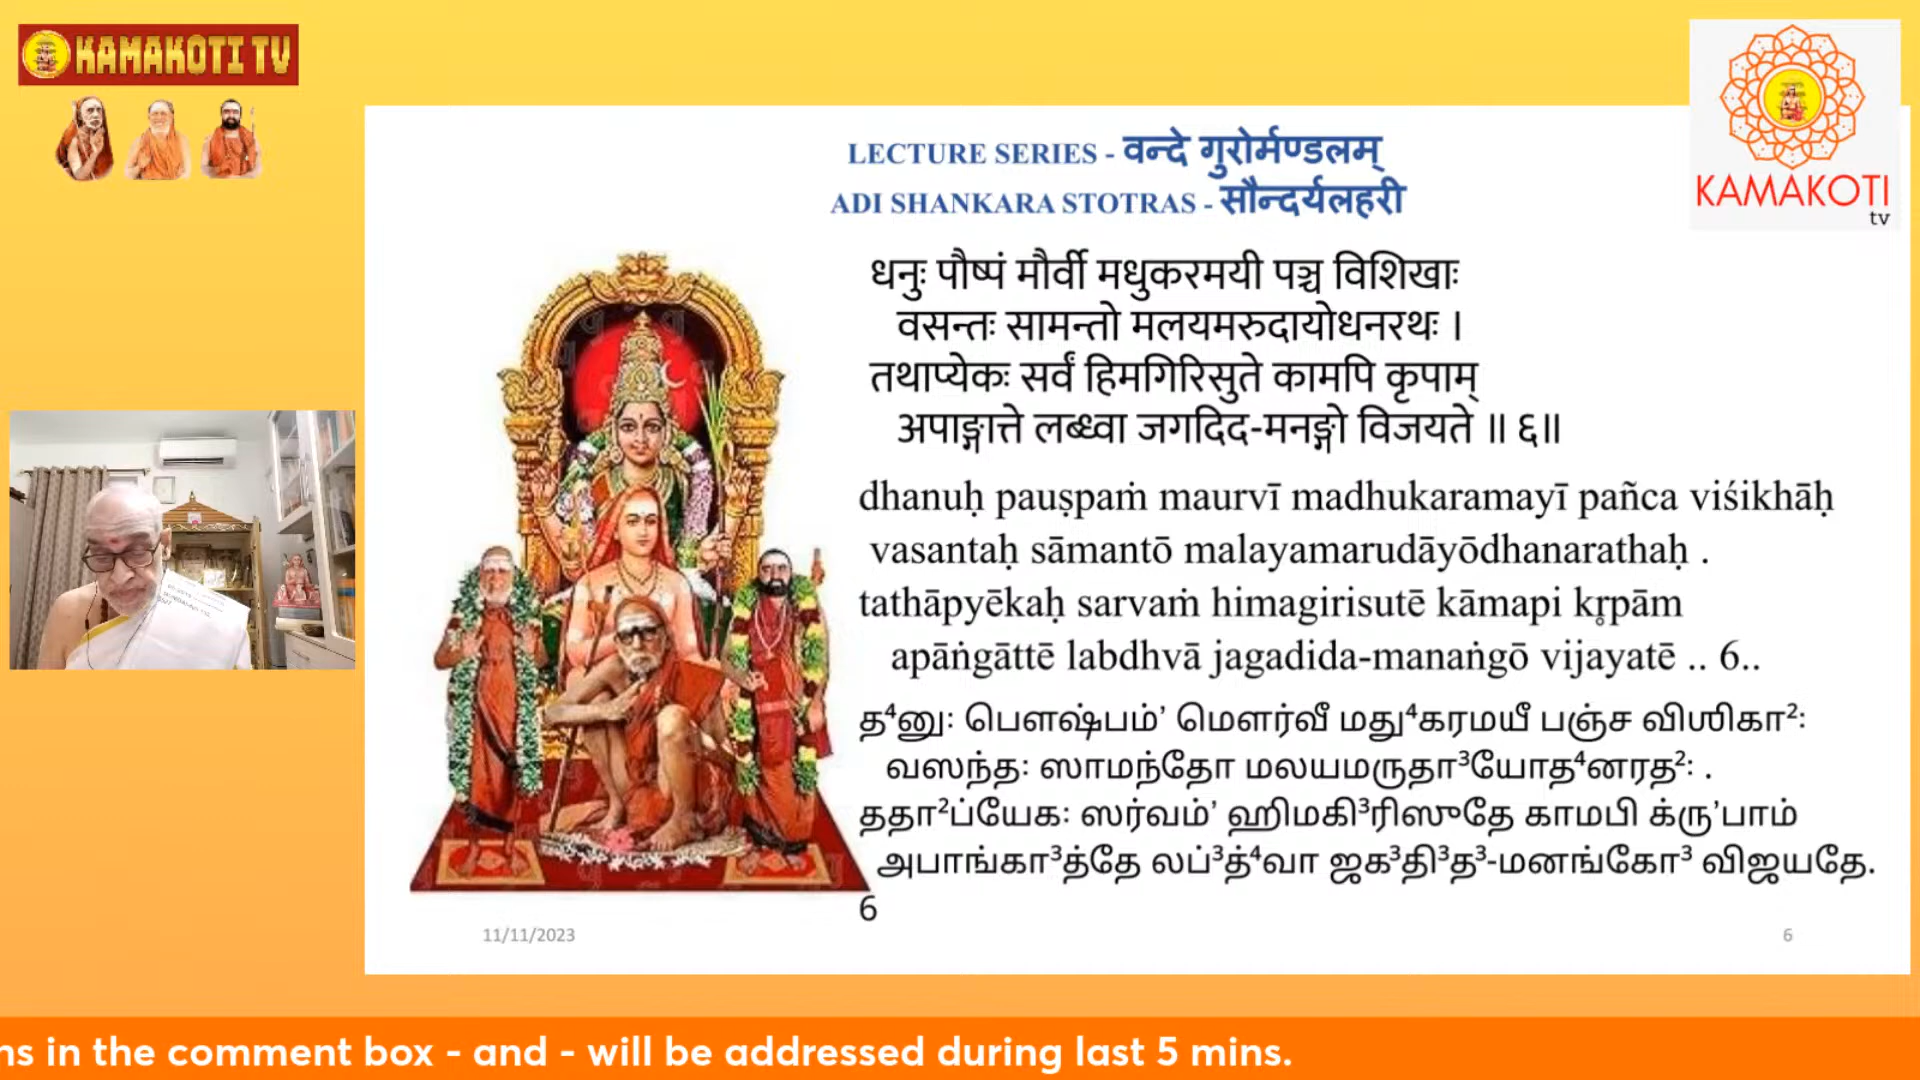 KAMAKOTI TV
KAMAKOTI
tv
LECTURE SERIES - वन्दे गुरोर्मण्डलम्
ADI SHANKARA STOTRAS - सौन्दर्यलहरी
धनुः पौष्पं मौर्वी मधुकरमयी पञ्च विशिखाः
वसन्तः सामन्तो मलयमरुदायोधनरथः ।
तथाप्येकः सर्वं हिमगिरिसुते कामपि कृपाम्
अपाङ्गात्ते लब्ध्वा जगदिद-मनङ्गो विजयते ॥ ६॥
dhanuḥ pauṣpaṁ maurvī madhukaramayī pañca viśikhāḥ
vasantaḥ sāmantō malayamarudāyōdhanarathaḥ .
tathāpyēkaḥ sarvaṁ himagirisutē kāmapi kr̥pām
apāṅgāttē labdhvā jagadida-manaṅgō vijayatē .. 6..
த⁴னு꞉ பௌஷ்பம்ʼ மௌர்வீ மது⁴கரமயீ பஞ்ச விஶிகா²꞉
வஸந்த꞉ ஸாமந்தோ மலயமருதா³யோத⁴னரத²꞉ .
ததா²ப்யேக꞉ ஸர்வம்ʼ ஹிமகி³ரிஸுதே காமபி க்ருʼபாம்
அபாங்கா³த்தே லப்³த்⁴வா ஜக³தி³த³-மனங்கோ³ விஜயதே.
6
11/11/2023
6
ns in the comment box - and - will be addressed during last 5 mins.